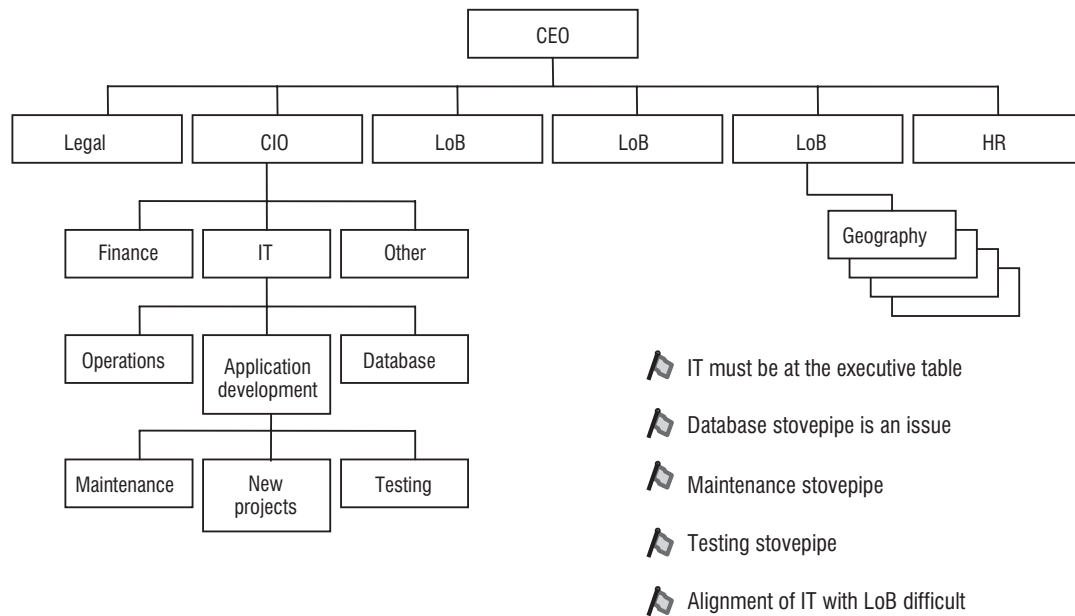 CEO
Legal
CIO
LoB
LoB
LoB
HR
Finance
IT
Other
Geography
Operations
Application
development
Database
Maintenance
New
projects
Testing
IT must be at the executive table
Database stovepipe is an issue
Maintenance stovepipe
Testing stovepipe
Alignment of IT with LoB difficult